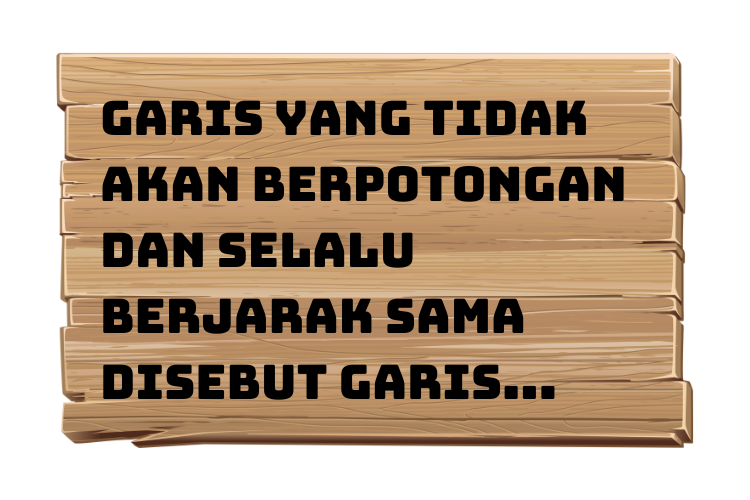 GARIS YANG TIDAK
AKAN BERPOTONGAN
DAN SELALU
BERJARAK SAMA
DISEBUT GARIS...